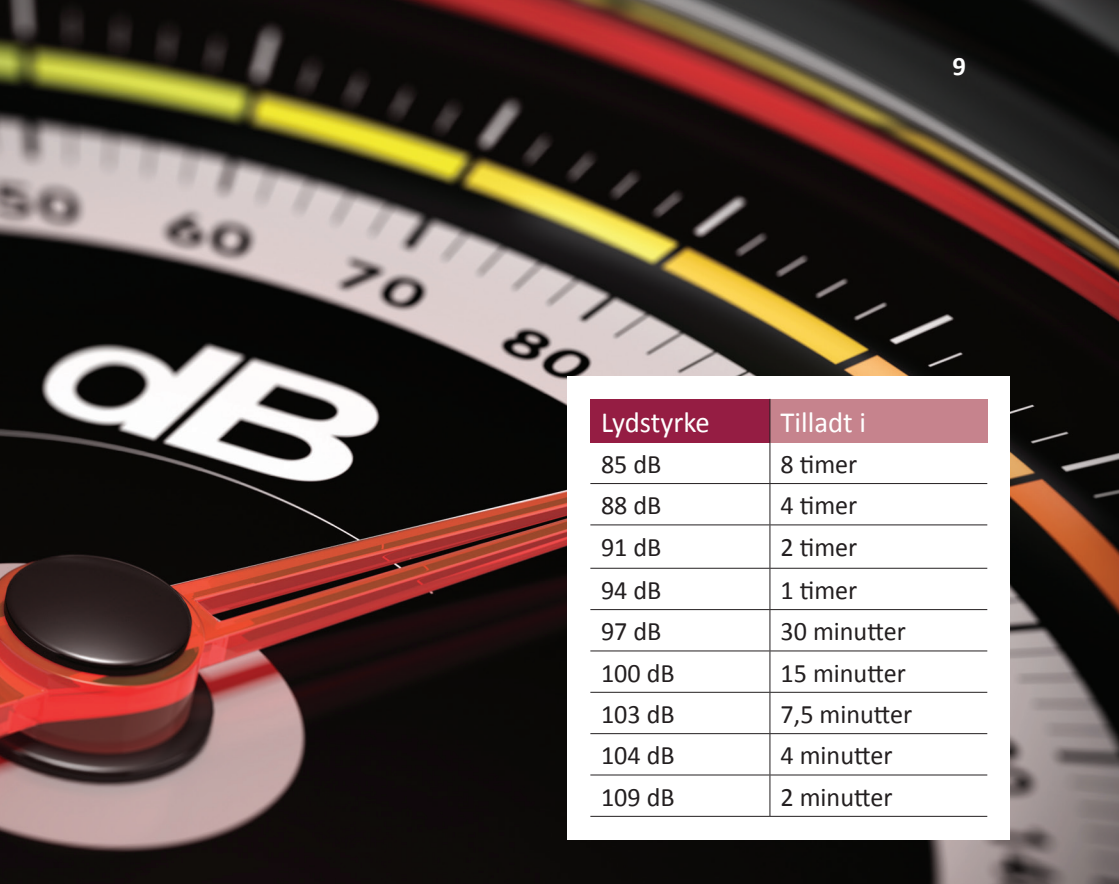 9
50
60
70
80
dB
Lydstyrke Tilladt i
85 dB 8 timer
88 dB 4 timer
91 dB 2 timer
94 dB 1 timer
97 dB 30 minutter
100 dB 15 minutter
103 dB 7,5 minutter
104 dB 4 minutter
109 dB 2 minutter